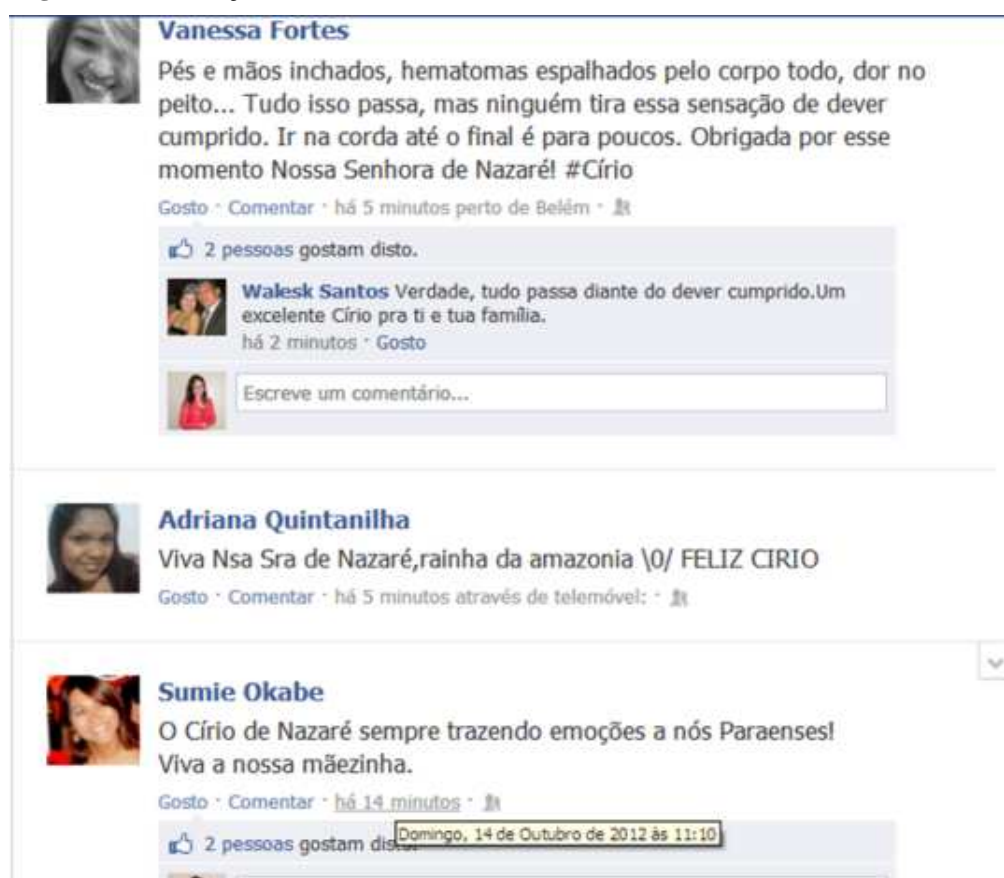 Vanessa Fortes
Pés e mãos inchados, hematomas espalhados pelo corpo todo, dor no
peito... Tudo isso passa, mas ninguém tira essa sensação de dever
cumprido. Ir na corda até o final é para poucos. Obrigada por esse
momento Nossa Senhora de Nazaré! #Círio
Gosto · Comentar · há 5 minutos perto de Belém ·
2 pessoas gostam disto.
Walesk Santos Verdade, tudo passa diante do dever cumprido.Um
excelente Círio pra ti e tua família.
há 2 minutos · Gosto
Escreve um comentário...
Adriana Quintanilha
Viva Nsa Sra de Nazaré,rainha da amazonia \0/ FELIZ CIRIO
Gosto · Comentar · há 5 minutos através de telemóvel: ·
Sumie Okabe
O Círio de Nazaré sempre trazendo emoções a nós Paraenses!
Viva a nossa mãezinha.
Gosto · Comentar · há 14 minutos ·
Domingo, 14 de Outubro de 2012 às 11:10
2 pessoas gostam disto.